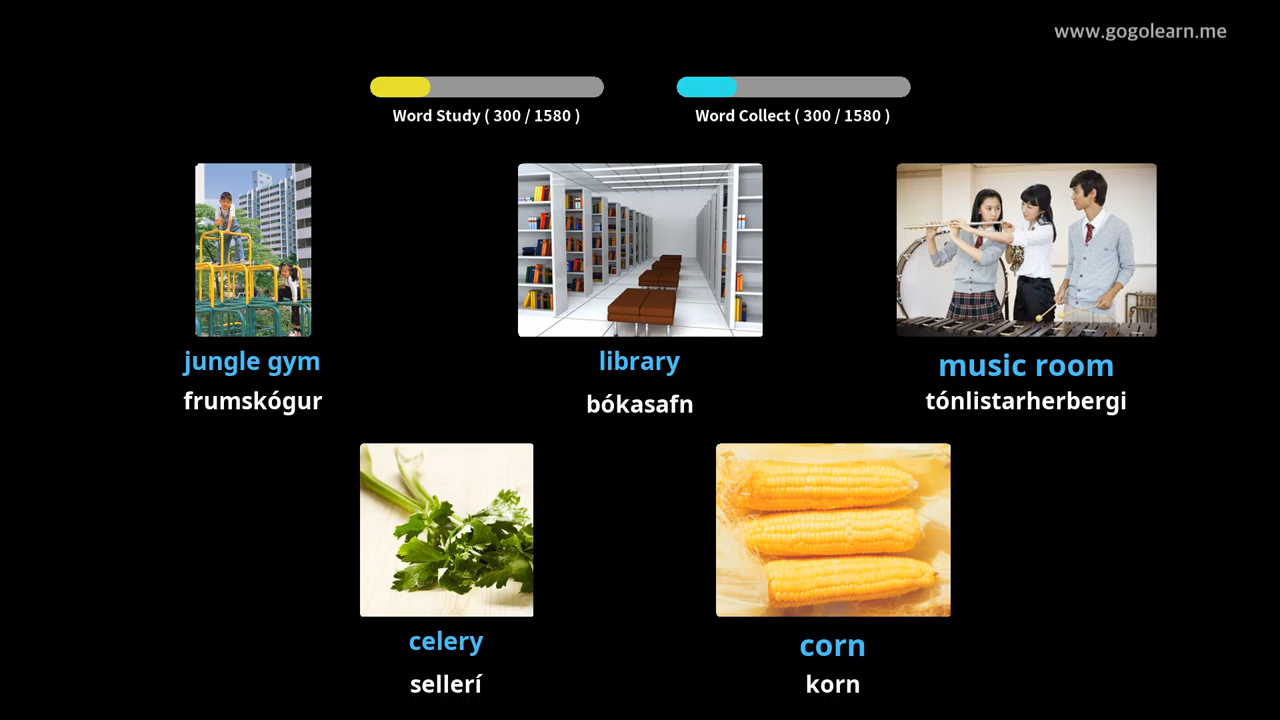 www.gogolearn.me
Word Study ( 300 / 1580 )
Word Collect ( 300 / 1580 )
jungle gym
frumskógur
library
bókasafn
music room
tónlistarherbergi
celery
sellerí
corn
korn